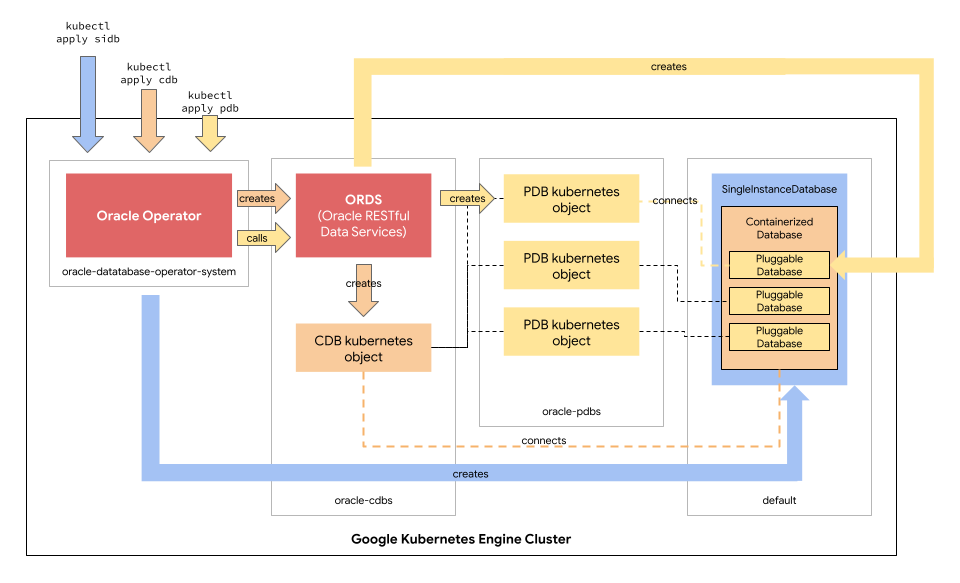 kubectl
apply sidb
kubectl
apply cdb
kubectl
apply pdb
creates
Oracle Operator
oracle-datatabase-operator-system
creates
calls
ORDS
(Oracle RESTful
Data Services)
creates
CDB kubernetes
object
creates
PDB kubernetes
object
PDB kubernetes
object
PDB kubernetes
object
oracle-pdbs
connects
SingleInstanceDatabase
Containerized
Database
Pluggable
Database
Pluggable
Database
Pluggable
Database
connects
creates
oracle-cdbs
default
Google Kubernetes Engine Cluster